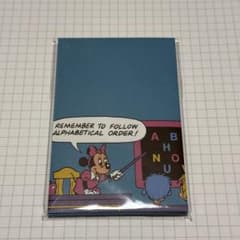 REMEMBER TO FOLLOW
ALPHABETICAL ORDER!
A B
H
N O
U